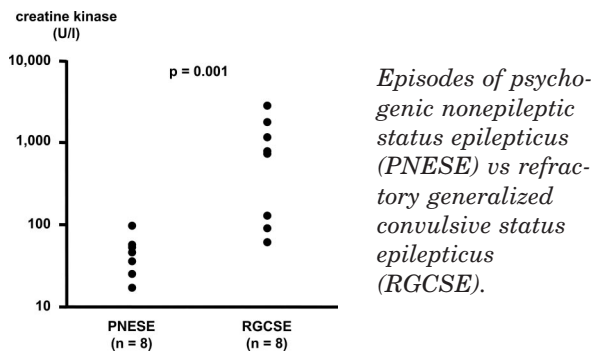 creatine kinase
(U/l)
10,000
p = 0.001
1,000
100
10
PNESE
(n = 8)
RGCSE
(n = 8)
Episodes of psycho-
genic nonepileptic
status epilepticus
(PNESE) vs refrac-
tory generalized
convulsive status
epilepticus
(RGCSE).